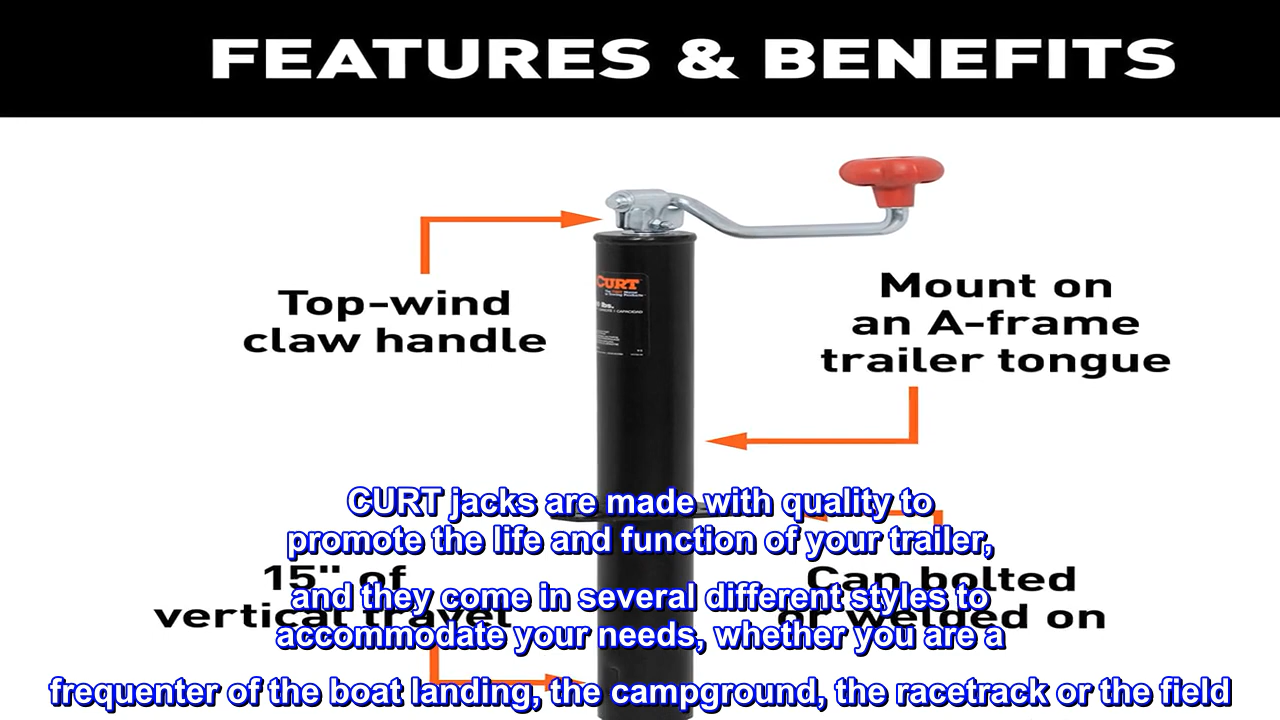 FEATURES & BENEFITS
Top-wind
claw handle
Mount on
an A-frame
trailer tongue
CURT
lbs.
15" of
vertical travel
Can bolted
or welded on
CURT jacks are made with quality to
promote the life and function of your trailer,
and they come in several different styles to
accommodate your needs, whether you are a
frequenter of the boat landing, the campground, the racetrack or the field